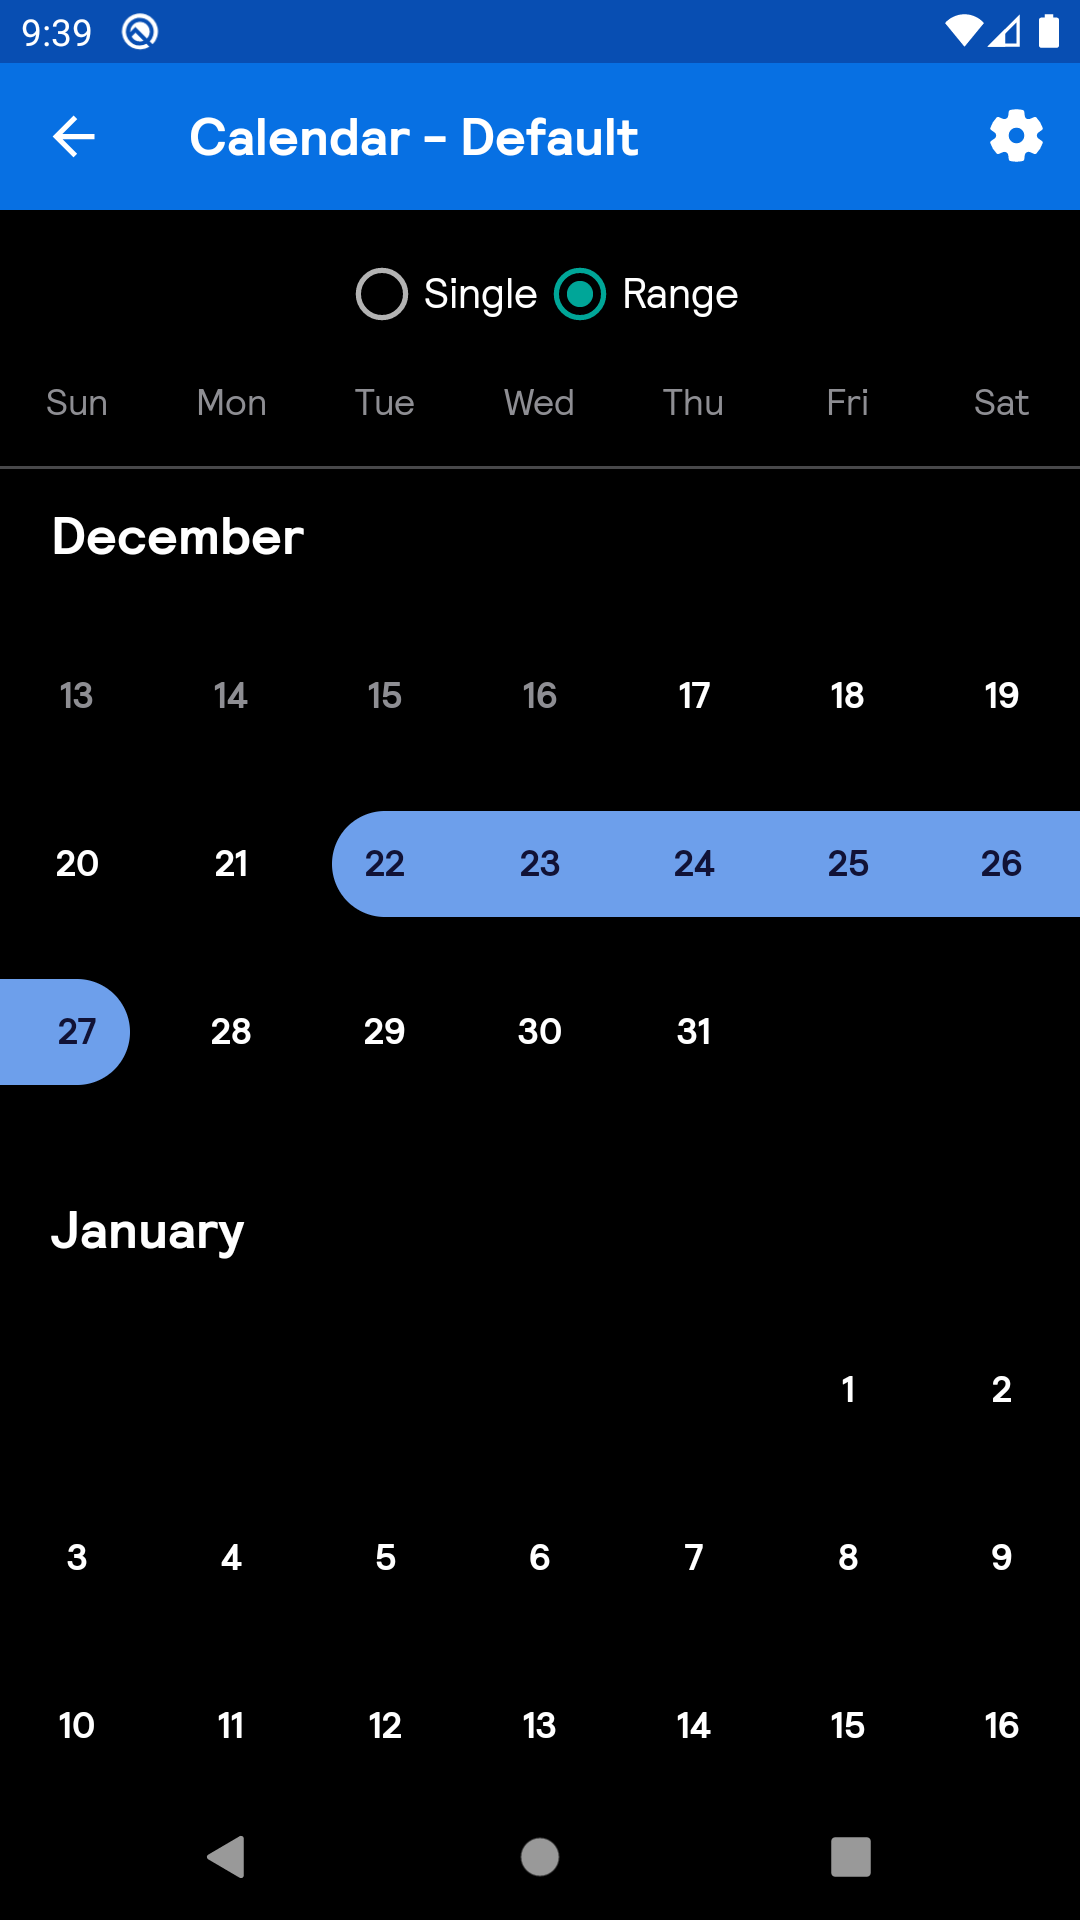 9:39
Calendar - Default
Single Range
Sun Mon Tue Wed Thu Fri Sat
December
13 14 15 16 17 18 19
20 21 22 23 24 25 26
27 28 29 30 31
January
1 2
3 4 5 6 7 8 9
10 11 12 13 14 15 16